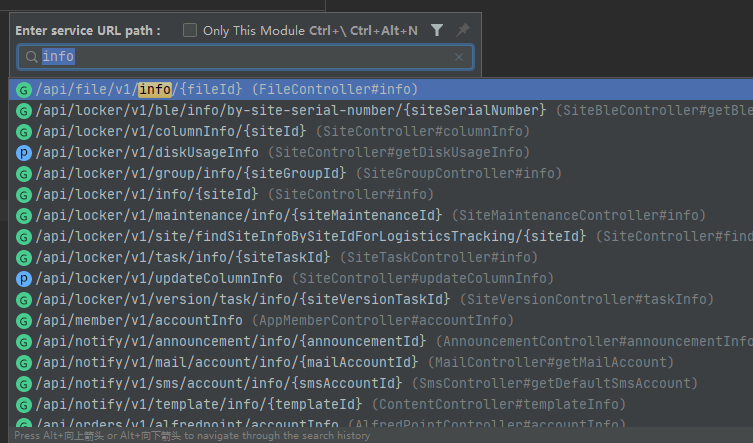 Enter service URL path : Only This Module Ctrl+\ Ctrl+Alt+N
info
G /api/file/v1/info/{fileId} (FileController#info)
G /api/locker/v1/ble/info/by-site-serial-number/{siteSerialNumber} (SiteBleController#getBle
G /api/locker/v1/columnInfo/{siteId} (SiteController#columnInfo)
p /api/locker/v1/diskUsageInfo (SiteController#getDiskUsageInfo)
G /api/locker/v1/group/info/{siteGroupId} (SiteGroupController#info)
G /api/locker/v1/info/{siteId} (SiteController#info)
G /api/locker/v1/maintenance/info/{siteMaintenanceId} (SiteMaintenanceController#info)
G /api/locker/v1/site/findSiteInfoBySiteIdForLogisticsTracking/{siteId} (SiteController#find
G /api/locker/v1/task/info/{siteTaskId} (SiteTaskController#info)
p /api/locker/v1/updateColumnInfo (SiteController#updateColumnInfo)
G /api/locker/v1/version/task/info/{siteVersionTaskId} (SiteVersionController#taskInfo)
G /api/member/v1/accountInfo (AppMemberController#accountInfo)
G /api/notify/v1/announcement/info/{announcementId} (AnnouncementController#announcementInfo
G /api/notify/v1/mail/account/info/{mailAccountId} (MailController#getMailAccount)
G /api/notify/v1/sms/account/info/{smsAccountId} (SmsController#getDefaultSmsAccount)
G /api/notify/v1/template/info/{templateId} (ContentController#templateInfo)
G /api/orders/v1/alfredpoint/accountInfo (AlfredPointController#accountInfo)
Press Alt+向上箭头 or Alt+向下箭头 to navigate through the search history